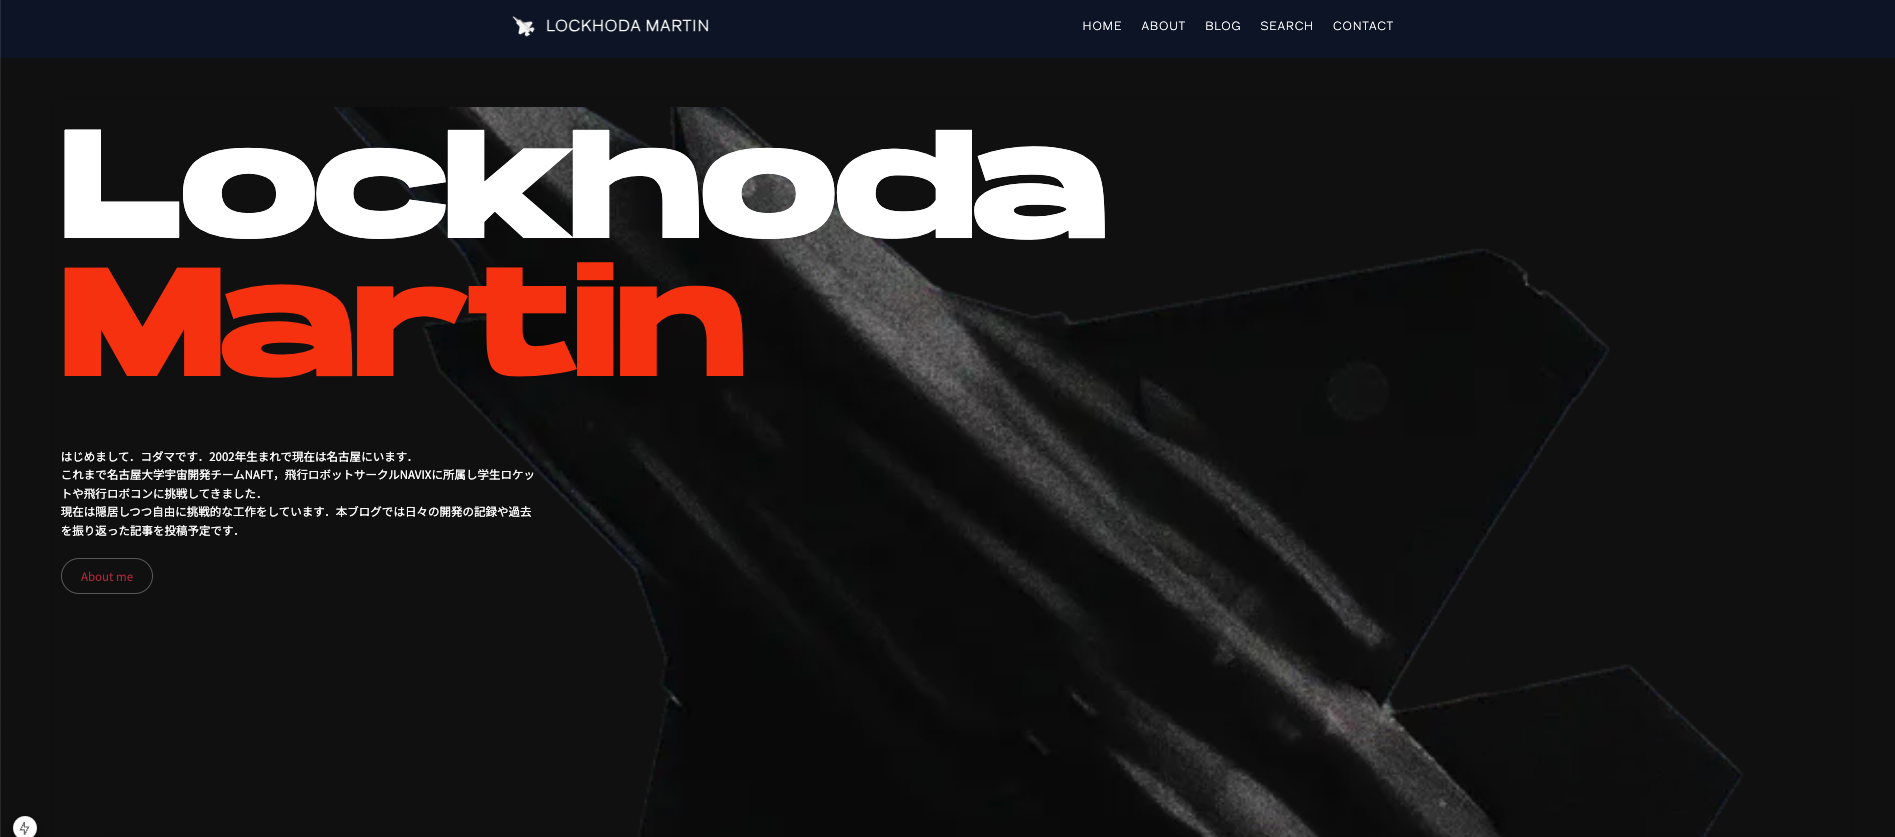 LOCKHODA MARTIN
HOME ABOUT BLOG SEARCH CONTACT
Lockhoda
Martin
はじめまして．コダマです．2002年生まれで現在は名古屋にいます．
これまで名古屋大学宇宙開発チームNAFT，飛行ロボットサークルNAVIXに所属し学生ロケッ
トや飛行ロボコンに挑戦してきました．
現在は隠居しつつ自由に挑戦的な工作をしています．本ブログでは日々の開発の記録や過去
を振り返った記事を投稿予定です．
About me